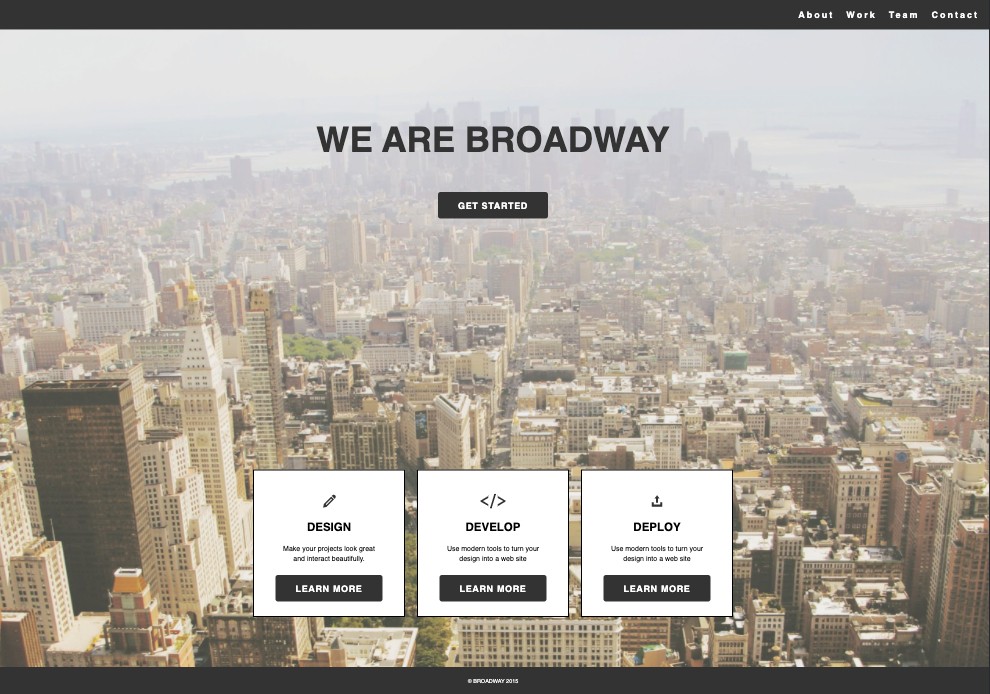 About Work Team Contact
WE ARE BROADWAY
GET STARTED
</>
DESIGN
Make your projects look great
and interact beautifully.
LEARN MORE
DEVELOP
Use modern tools to turn your
design into a web site
LEARN MORE
DEPLOY
Use modern tools to turn your
design into a web site
LEARN MORE
© BROADWAY 2015